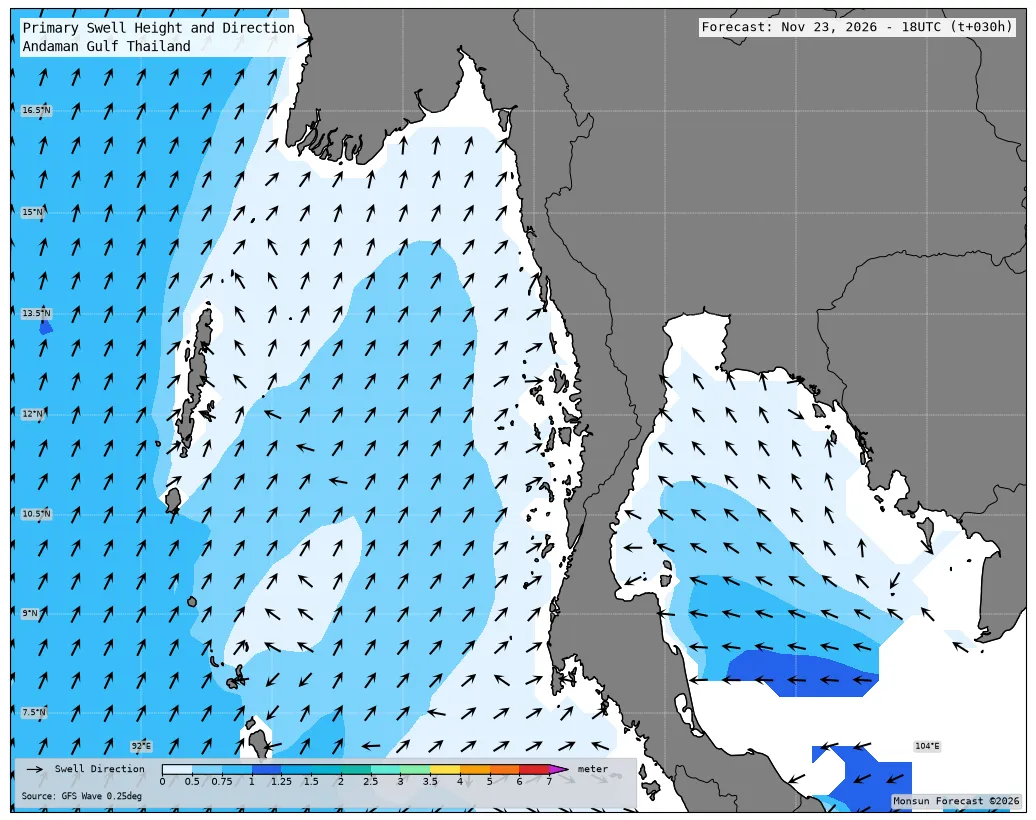 Primary Swell Height and Direction
Andaman Gulf Thailand
Forecast: Nov 23, 2026 - 18UTC (t+030h)
16.5°N
15°N
13.5°N
12°N
10.5°N
9°N
7.5°N
92°E
104°E
Swell Direction
meter
0 0.5 0.75 1 1.25 1.5 2 2.5 3 3.5 4 5 6 7
Source: GFS Wave 0.25deg
Monsun Forecast ©2026